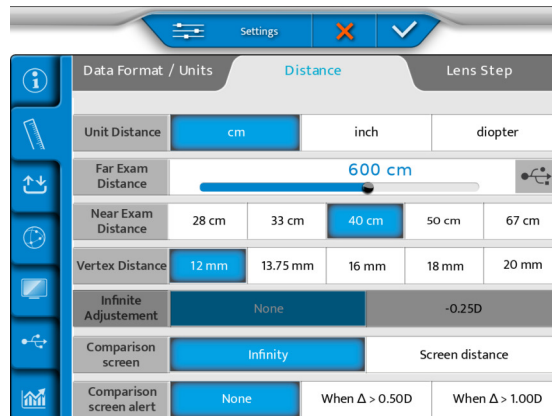 Settings
Data Format / Units
Distance
Lens Step
Unit Distance
cm
inch
diopter
Far Exam
Distance
600 cm
Near Exam
Distance
28 cm
33 cm
40 cm
50 cm
67 cm
Vertex Distance
12 mm
13.75 mm
16 mm
18 mm
20 mm
Infinite
Adjustement
None
-0.25D
Comparison
screen
Infinity
Screen distance
Comparison
screen alert
None
When Δ > 0.50D
When Δ > 1.00D